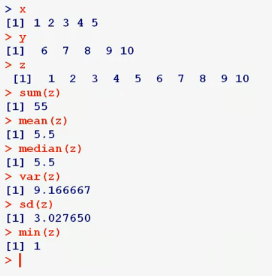 > x
[1] 1 2 3 4 5
> y
[1]  6  7  8  9 10
> z
 [1]  1  2  3  4  5  6  7  8  9 10
> sum(z)
[1] 55
> mean(z)
[1] 5.5
> median(z)
[1] 5.5
> var(z)
[1] 9.166667
> sd(z)
[1] 3.027650
> min(z)
[1] 1
>